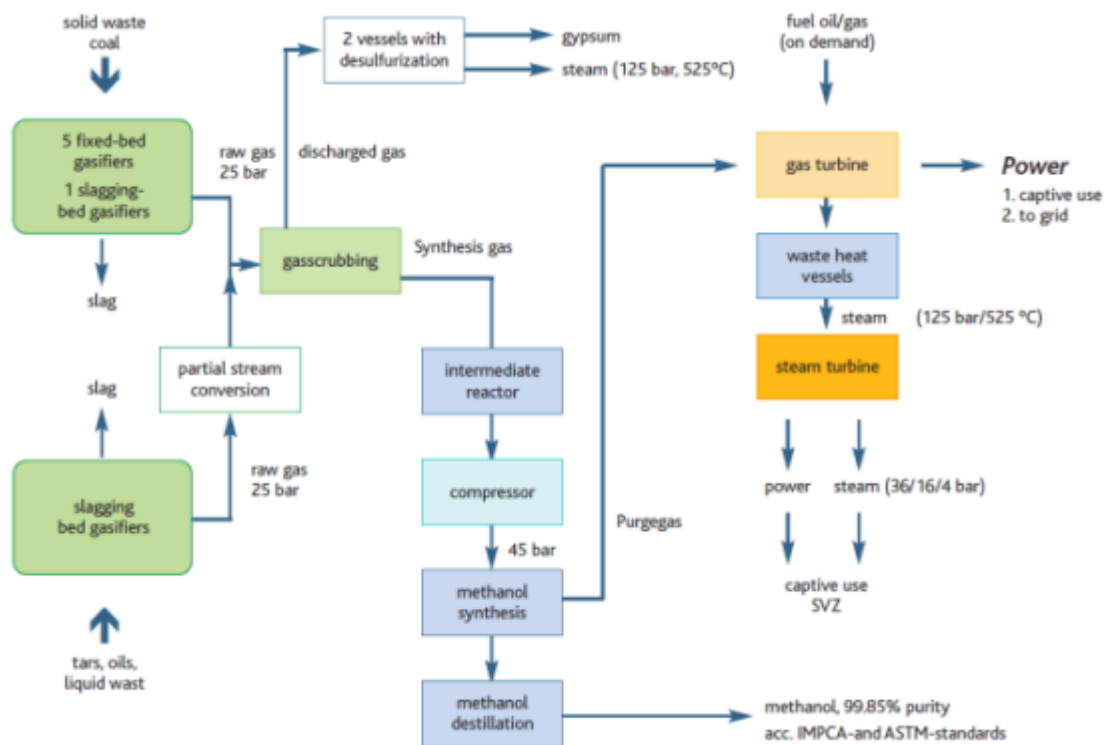 solid waste
coal
5 fixed-bed
gasifiers
1 slagging-
bed gasifiers
slag
slag
slagging
bed gasifiers
tars, oils,
liquid wast
partial stream
conversion
raw gas
25 bar
raw gas
25 bar
discharged gas
2 vessels with
desulfurization
gypsum
steam (125 bar, 525°C)
gasscrubbing
Synthesis gas
intermediate
reactor
compressor
45 bar
methanol
synthesis
methanol
destillation
methanol, 99.85% purity
acc. IMPCA-and ASTM-standards
Purgegas
fuel oil/gas
(on demand)
gas turbine
Power
1. captive use
2. to grid
waste heat
vessels
steam (125 bar/525 °C)
steam turbine
power
steam (36/16/4 bar)
captive use
SVZ